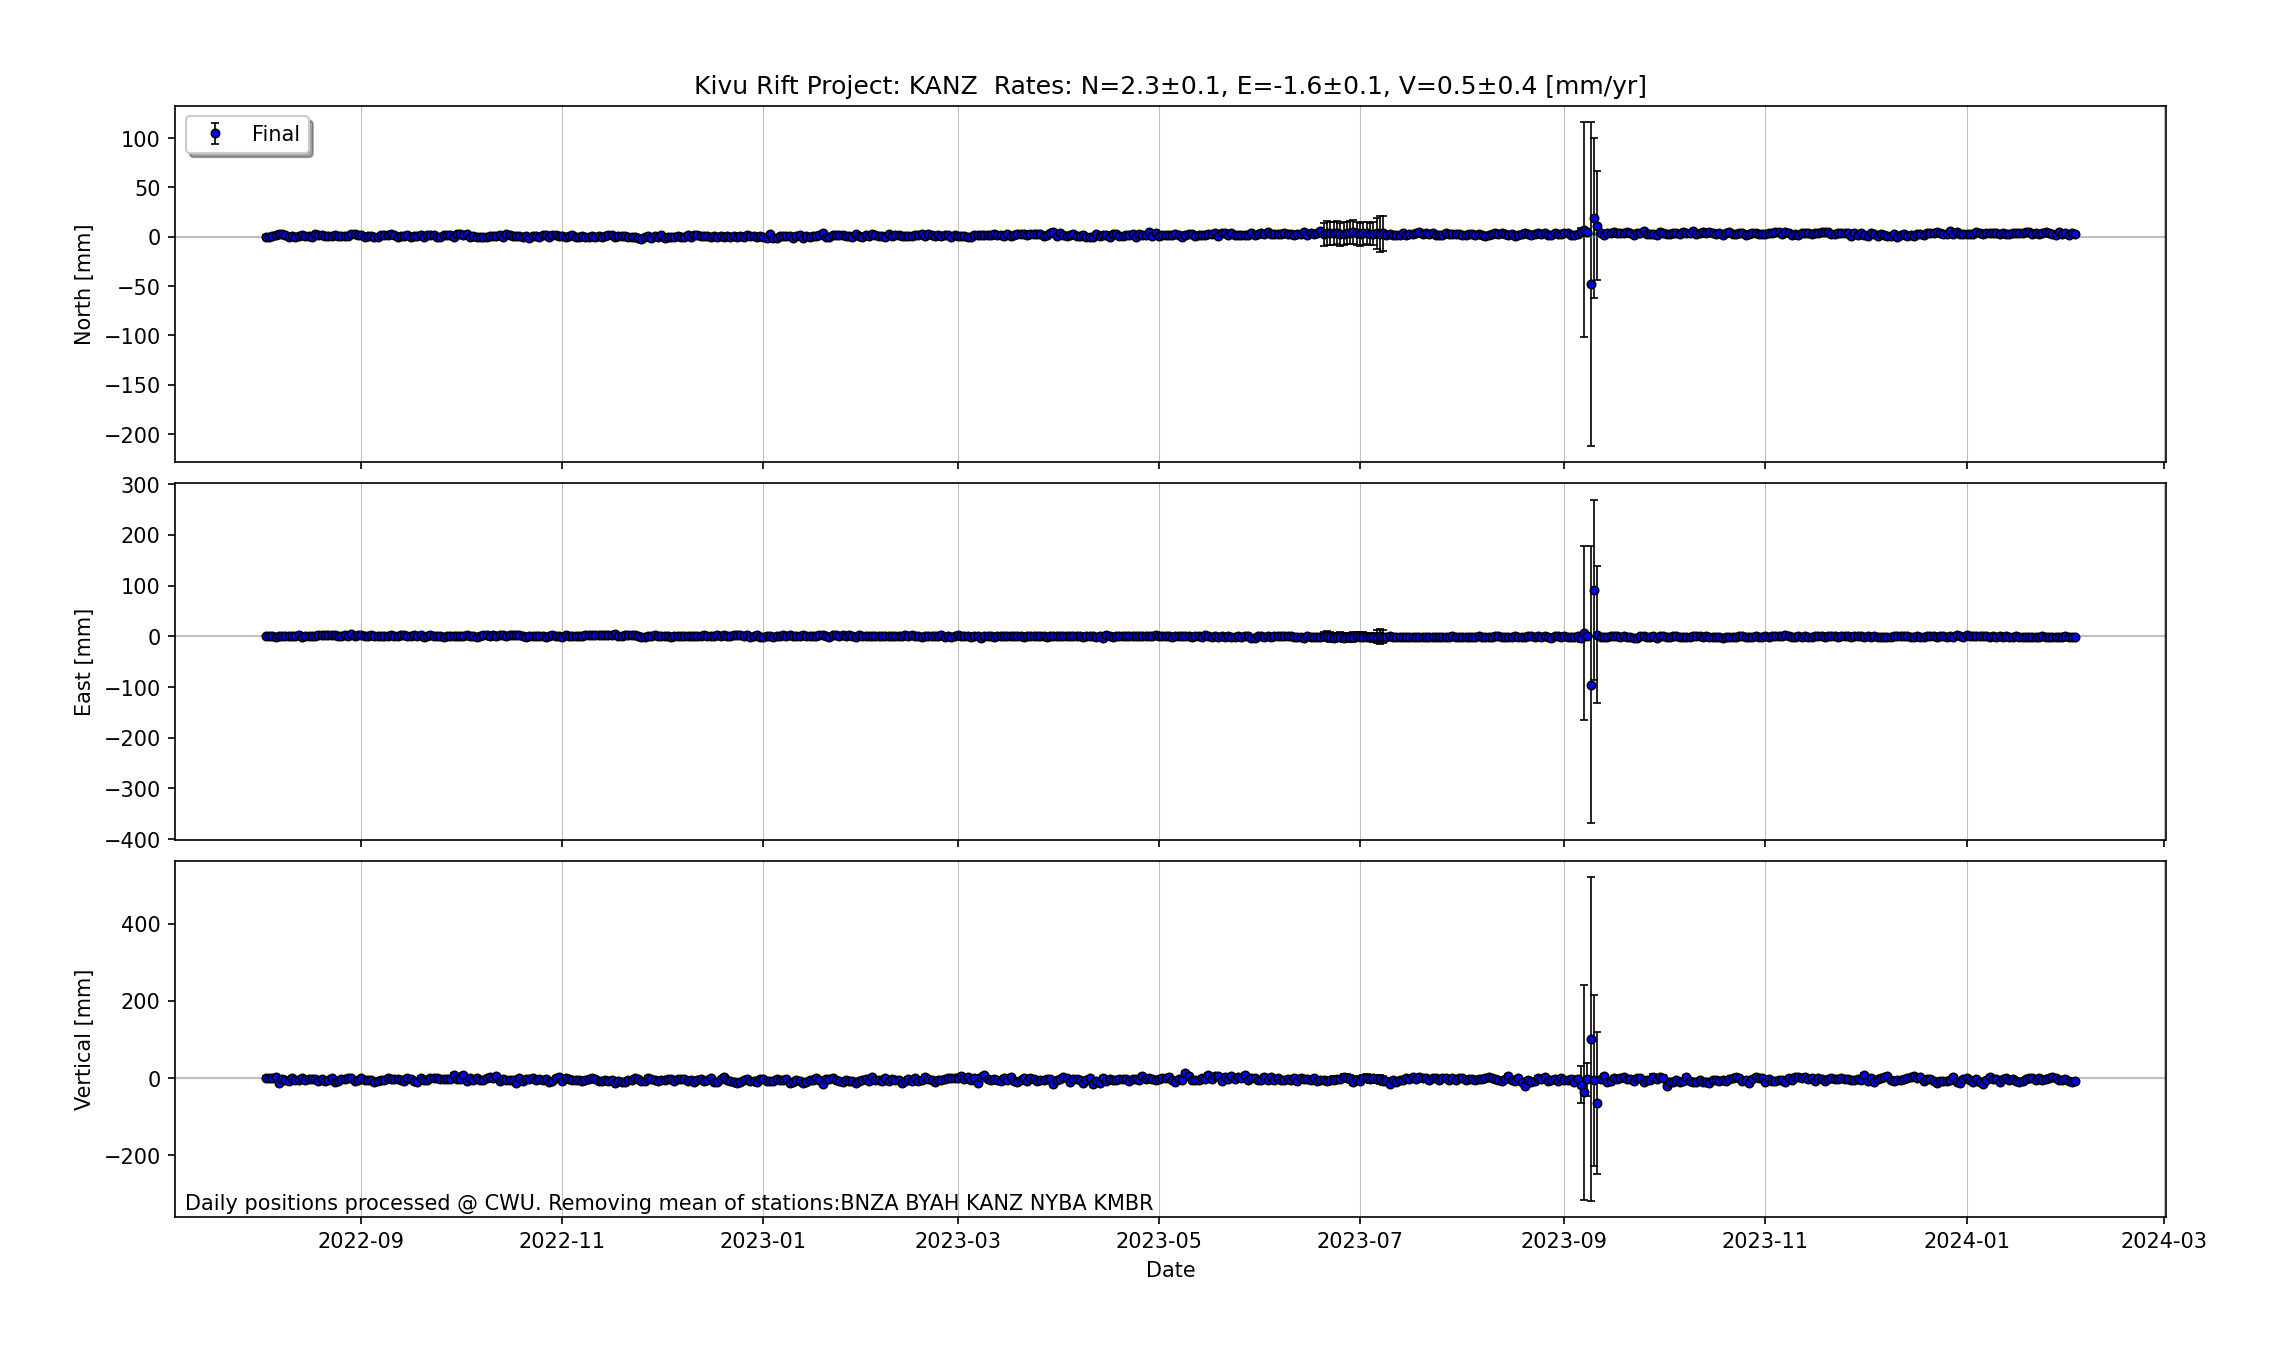 Kivu Rift Project: KANZ  Rates: N=2.3±0.1, E=-1.6±0.1, V=0.5±0.4 [mm/yr]
Final
North [mm]
100
50
0
−50
−100
−150
−200
East [mm]
300
200
100
0
−100
−200
−300
−400
Vertical [mm]
400
200
0
−200
Daily positions processed @ CWU. Removing mean of stations:BNZA BYAH KANZ NYBA KMBR
2022-09 2022-11 2023-01 2023-03 2023-05 2023-07 2023-09 2023-11 2024-01 2024-03
Date